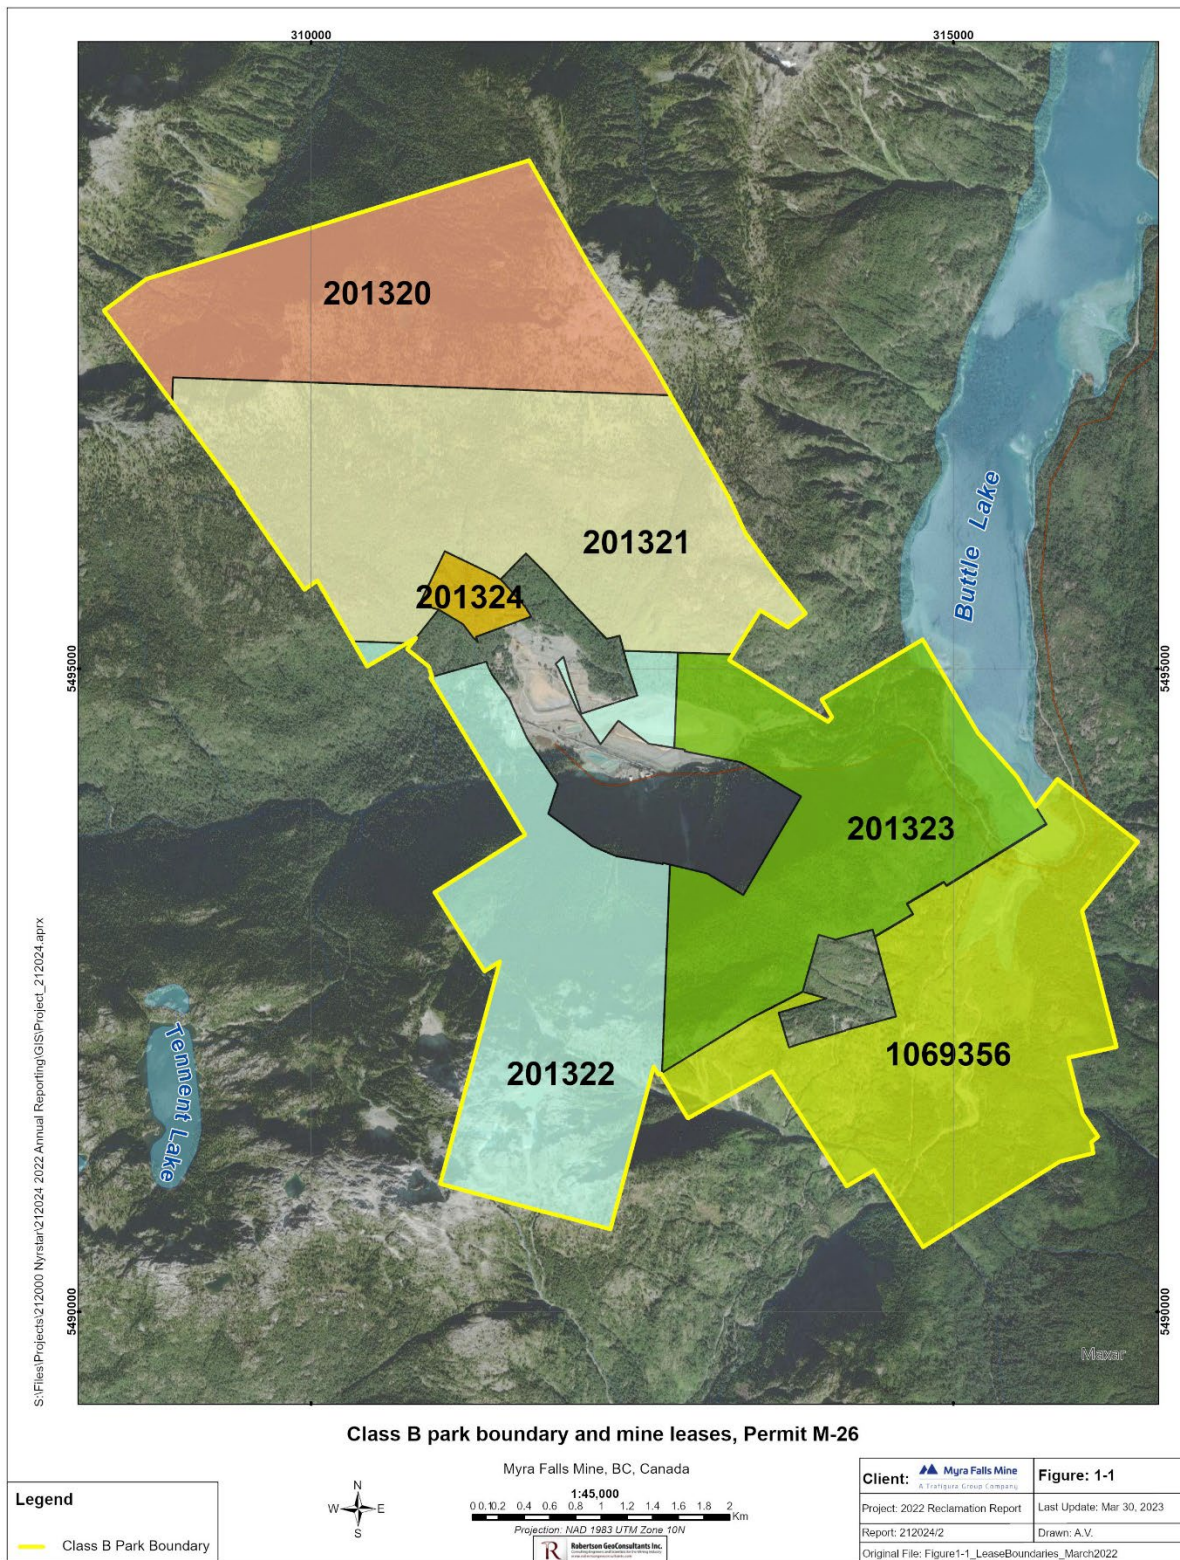 310000
315000
201320
201321
201324
Buttle Lake
5495000
5495000
201323
S:\Files\Projects\212000 Nyrstar\212024 2022 Annual Reporting\GIS\Project_212024.aprx
Tennent Lake
201322
1069356
5490000
5490000
Maxar
Class B park boundary and mine leases, Permit M-26
Myra Falls Mine, BC, Canada
1:45,000
0 0.1 0.2 0.4 0.6 0.8 1 1.2 1.4 1.6 1.8 2
Km
Projection: NAD 1983 UTM Zone 10N
N
W E
S
R Robertson GeoConsultants Inc.
Legend
Class B Park Boundary
Client: Myra Falls Mine
A Trafigura Group Company
Figure: 1-1
Project: 2022 Reclamation Report
Last Update: Mar 30, 2023
Report: 212024/2
Drawn: A.V.
Original File: Figure1-1_LeaseBoundaries_March2022